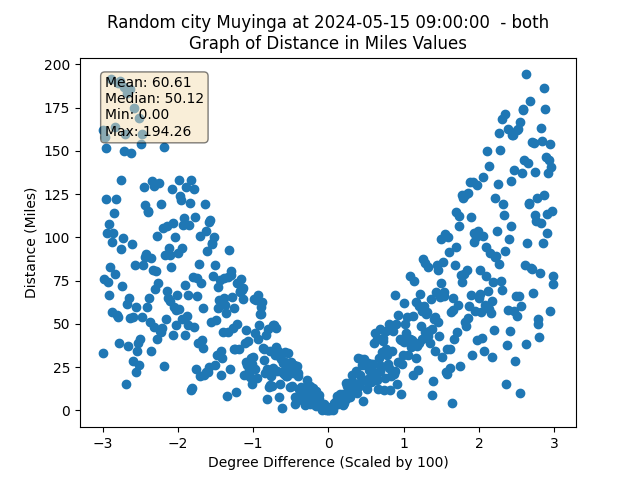 Random city Muyinga at 2024-05-15 09:00:00 - both
Graph of Distance in Miles Values
Mean: 60.61
Median: 50.12
Min: 0.00
Max: 194.26
Distance (Miles)
200
175
150
125
100
75
50
25
0
−3 −2 −1 0 1 2 3
Degree Difference (Scaled by 100)